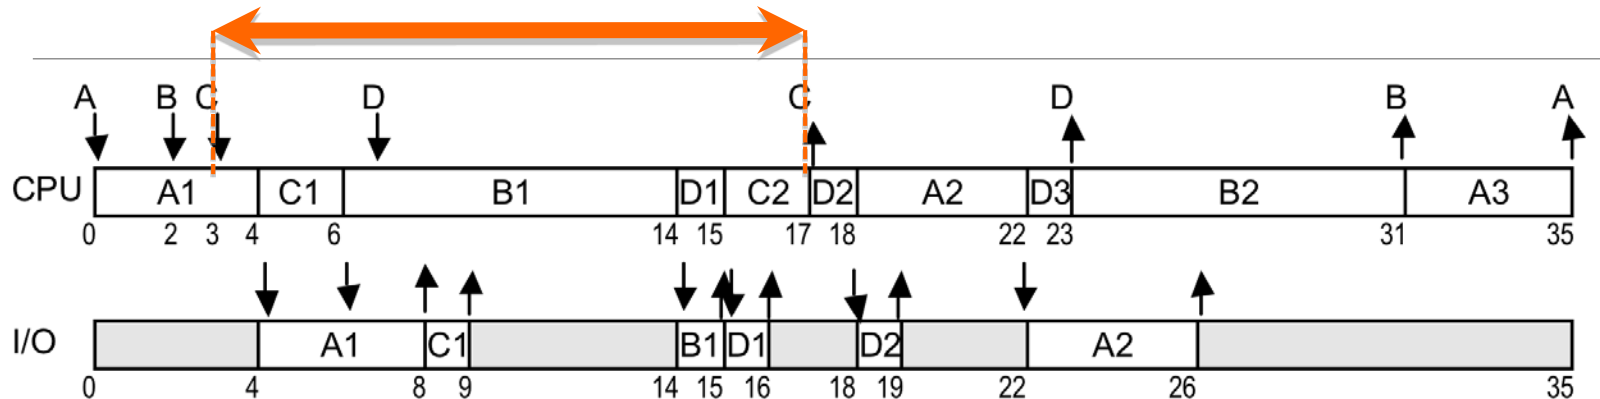 A B C D C D B A
CPU A1 C1 B1 D1 C2 D2 A2 D3 B2 A3
0 2 3 4 6 14 15 17 18 22 23 31 35
I/O A1 C1 B1 D1 D2 A2
0 4 8 9 14 15 16 18 19 22 26 35